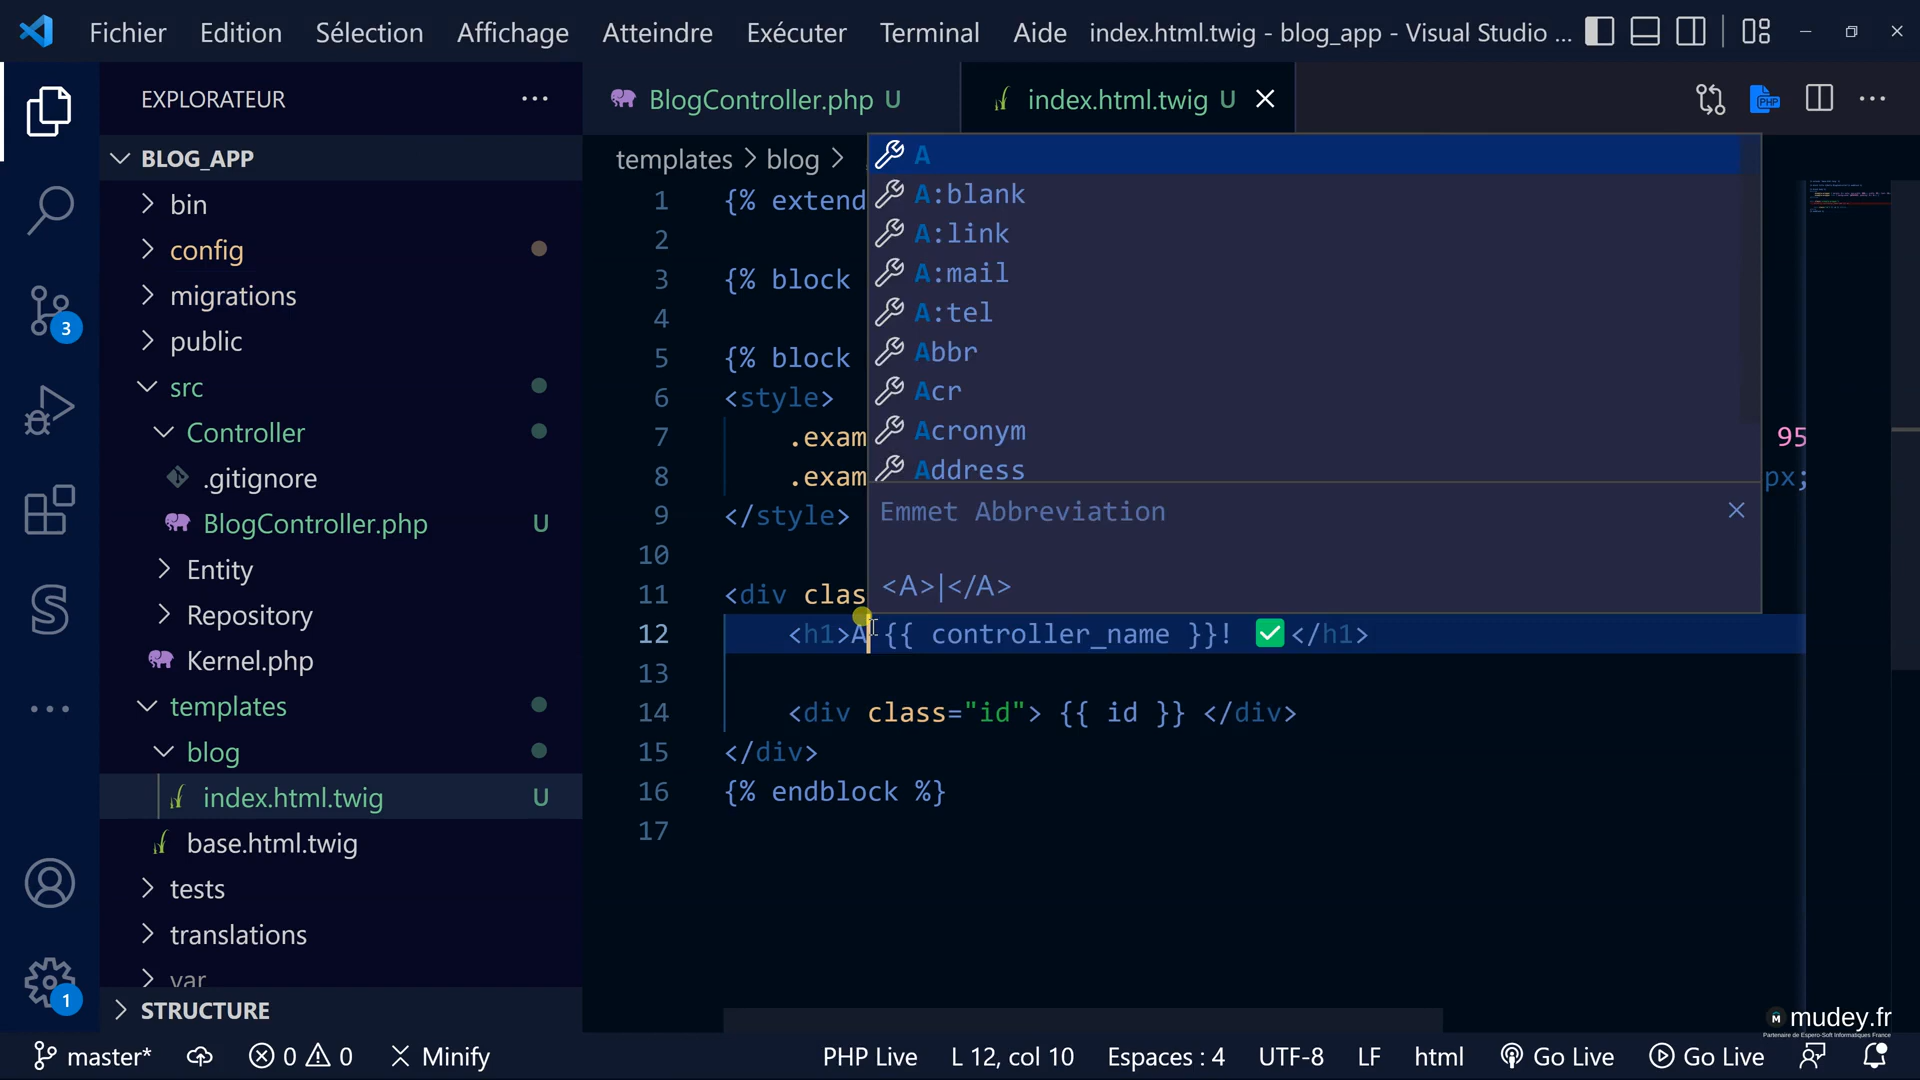 Fichier Edition Sélection Affichage Atteindre Exécuter Terminal Aide index.html.twig - blog_app - Visual Studio ...
EXPLORATEUR
BLOG_APP
bin
config
migrations
public
src
Controller
.gitignore
BlogController.php U
Entity
Repository
Kernel.php
templates
blog
index.html.twig U
base.html.twig
tests
translations
var
STRUCTURE
3
1
BlogController.php U
index.html.twig U
templates > blog >
1 {% extend
2
3 {% block
4
5 {% block
6 <style>
7 .exam 95
8 .exam px;
9 </style>
10
11 <div clas
12 <h1>A {{ controller_name }}! ✅</h1>
13
14 <div class="id"> {{ id }} </div>
15 </div>
16 {% endblock %}
17
A
A:blank
A:link
A:mail
A:tel
Abbr
Acr
Acronym
Address
Emmet Abbreviation
<A>|</A>
mudey.fr
Partenaire de Espero-Soft Informatiques France
master* 0 0 Minify PHP Live L 12, col 10 Espaces : 4 UTF-8 LF html Go Live Go Live